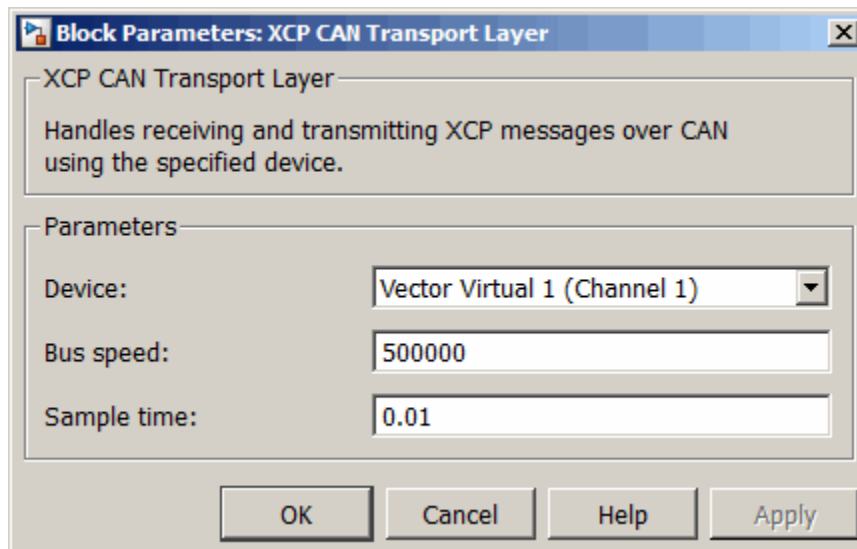 Block Parameters: XCP CAN Transport Layer
XCP CAN Transport Layer
Handles receiving and transmitting XCP messages over CAN
using the specified device.
Parameters
Device: Vector Virtual 1 (Channel 1)
Bus speed: 500000
Sample time: 0.01
OK Cancel Help Apply